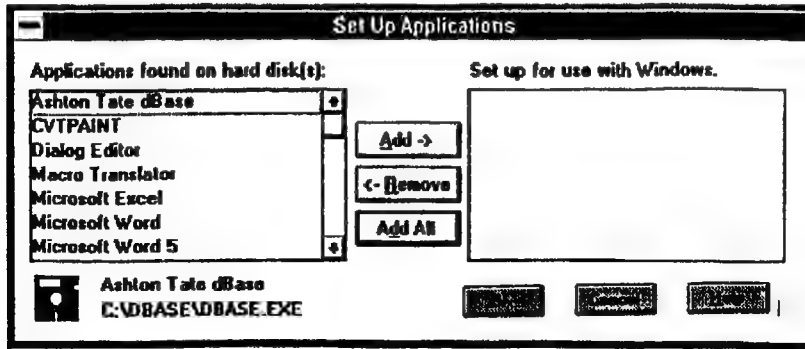 Set Up Applications
Applications found on hard disk(s):
Set up for use with Windows.
Ashton Tate dBase
CVTPAINT
Dialog Editor
Macro Translator
Microsoft Excel
Microsoft Word
Microsoft Word 5
Add ->
<- Remove
Add All
Ashton Tate dBase
C:\DBASE\DBASE.EXE
Cancel